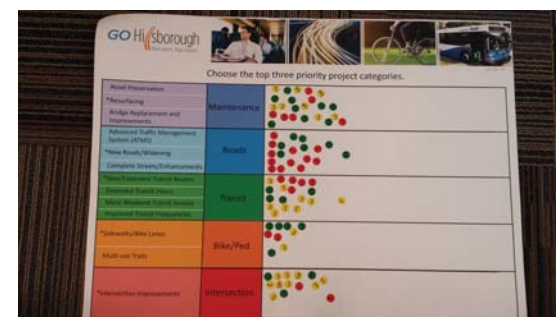 GO Hillsborough
Choose the top three priority project categories.
Asset Preservation
*Resurfacing
Bridge Replacement and
Improvements
Maintenance
Advanced Traffic Management
System (ATMS)
*New Roads/Widening
Complete Streets/Enhancements
Roads
*New/Expanded Transit Routes
Extended Transit Hours
More Weekend Transit Service
Improved Transit Frequencies
Transit
*Sidewalks/Bike Lanes
Multi-use Trails
Bike/Ped
*Intersection Improvements
Intersection